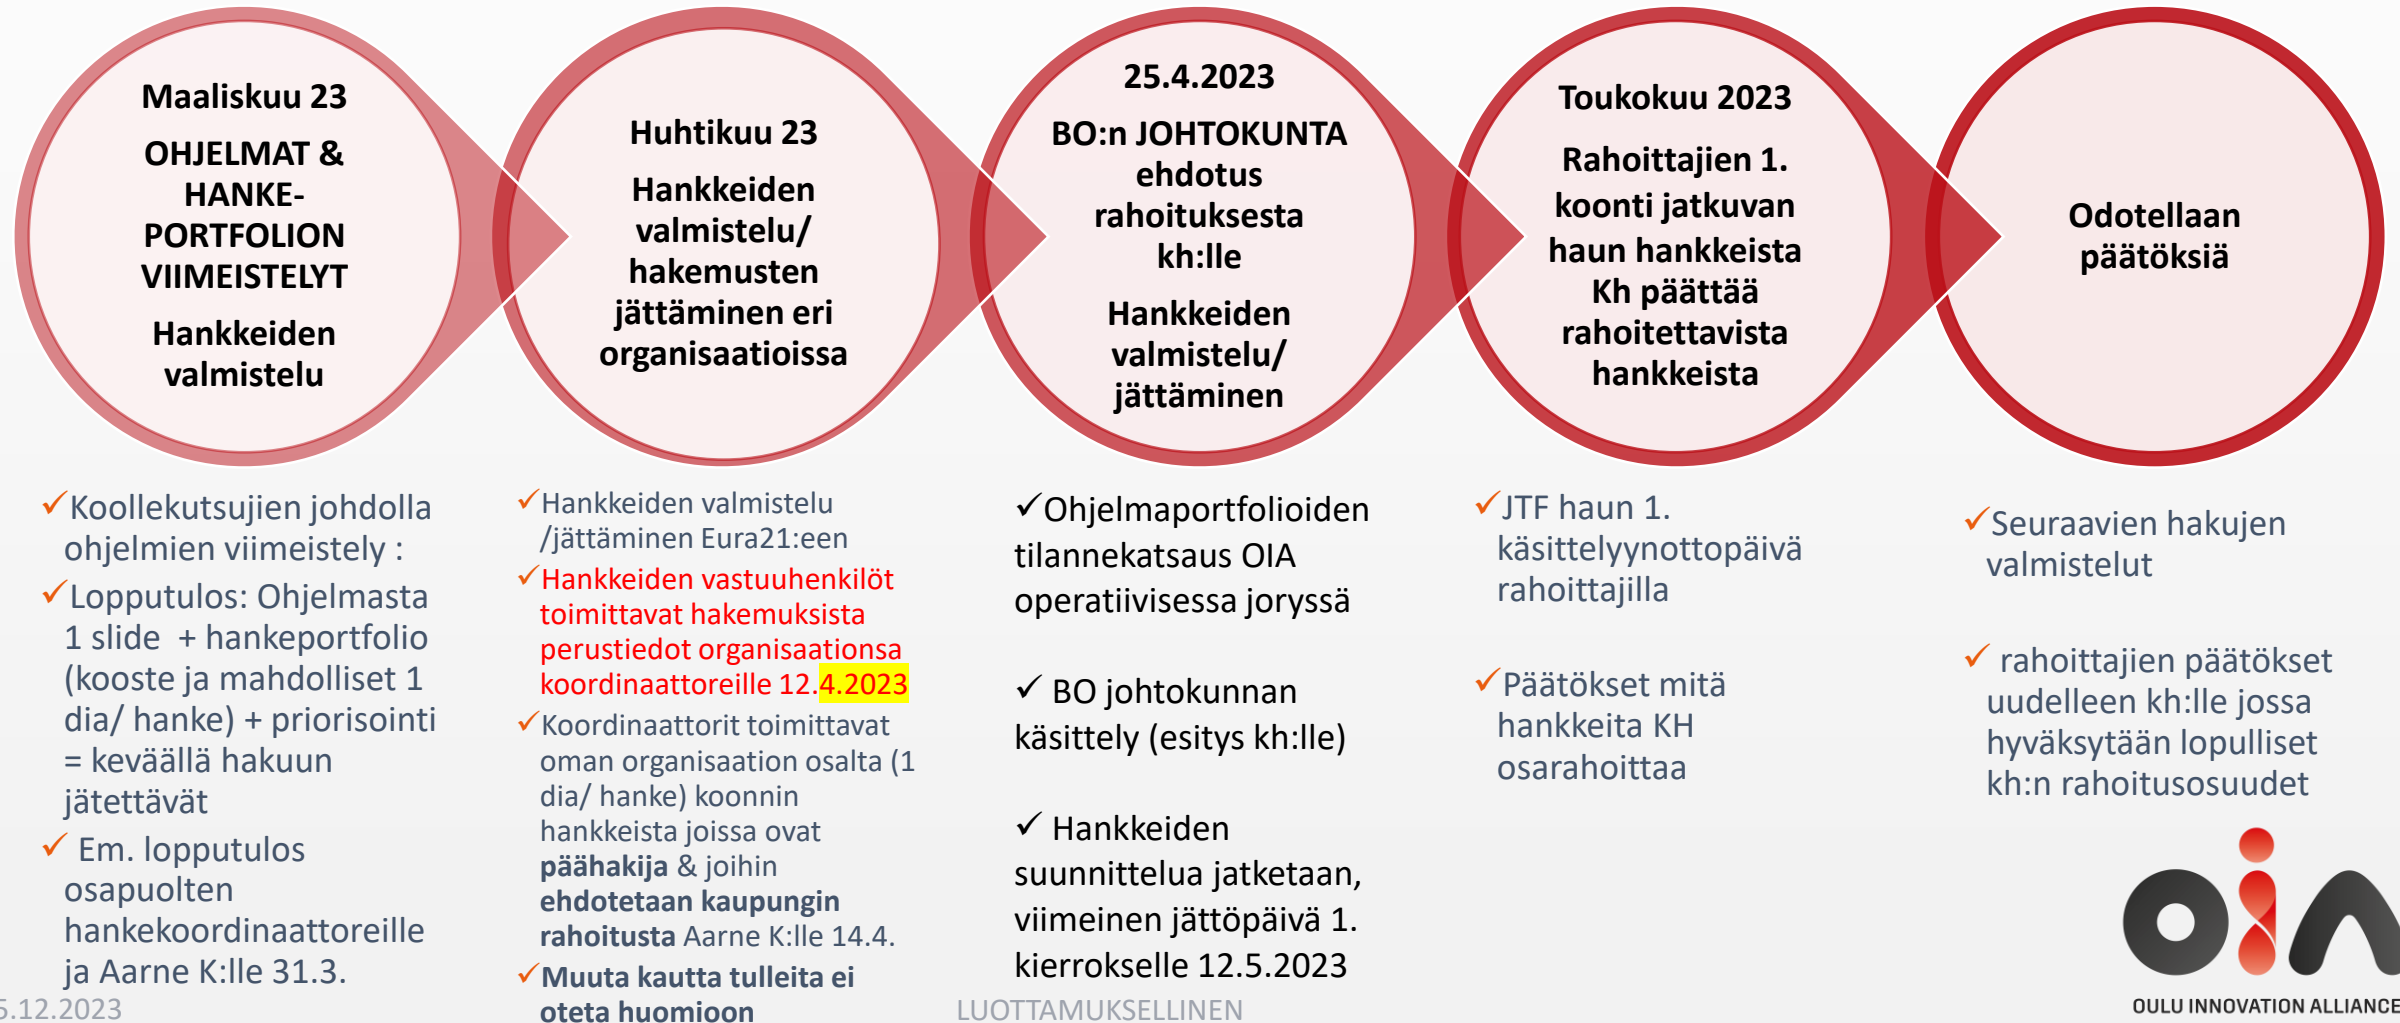 Maaliskuu 23
OHJELMAT &
HANKE-
PORTFOLION
VIIMEISTELYT
Hankkeiden
valmistelu
Huhtikuu 23
Hankkeiden
valmistelu/
hakemusten
jättäminen eri
organisaatioissa
25.4.2023
BO:n JOHTOKUNTA
ehdotus
rahoituksesta
kh:lle
Hankkeiden
valmistelu/
jättäminen
Toukokuu 2023
Rahoittajien 1.
koonti jatkuvan
haun hankkeista
Kh päättää
rahoitettavista
hankkeista
Odotellaan
päätöksiä
✓Koollekutsujien johdolla
ohjelmien viimeistely :
✓Lopputulos: Ohjelmasta
1 slide + hankeportfolio
(kooste ja mahdolliset 1
dia/ hanke) + priorisointi
= keväällä hakuun
jätettävät
✓ Em. lopputulos
osapuolten
hankekoordinaattoreille
ja Aarne K:lle 31.3.
✓Hankkeiden valmistelu
/jättäminen Eura21:een
✓Hankkeiden vastuuhenkilöt
toimittavat hakemuksista
perustiedot organisaationsa
koordinaattoreille 12.4.2023
✓Koordinaattorit toimittavat
oman organisaation osalta (1
dia/ hanke) koonnin
hankkeista joissa ovat
päähakija & joihin
ehdotetaan kaupungin
rahoitusta Aarne K:lle 14.4.
✓Muuta kautta tulleita ei
oteta huomioon
✓Ohjelmaportfolioiden
tilannekatsaus OIA
operatiivisessa joryssä
✓ BO johtokunnan
käsittely (esitys kh:lle)
✓ Hankkeiden
suunnittelua jatketaan,
viimeinen jättöpäivä 1.
kierrokselle 12.5.2023
✓JTF haun 1.
käsittelyynottopäivä
rahoittajilla
✓Päätökset mitä
hankkeita KH
osarahoittaa
✓Seuraavien hakujen
valmistelut
✓ rahoittajien päätökset
uudelleen kh:lle jossa
hyväksytään lopulliset
kh:n rahoitusosuudet
oia
OULU INNOVATION ALLIANCE
5.12.2023
LUOTTAMUKSELLINEN